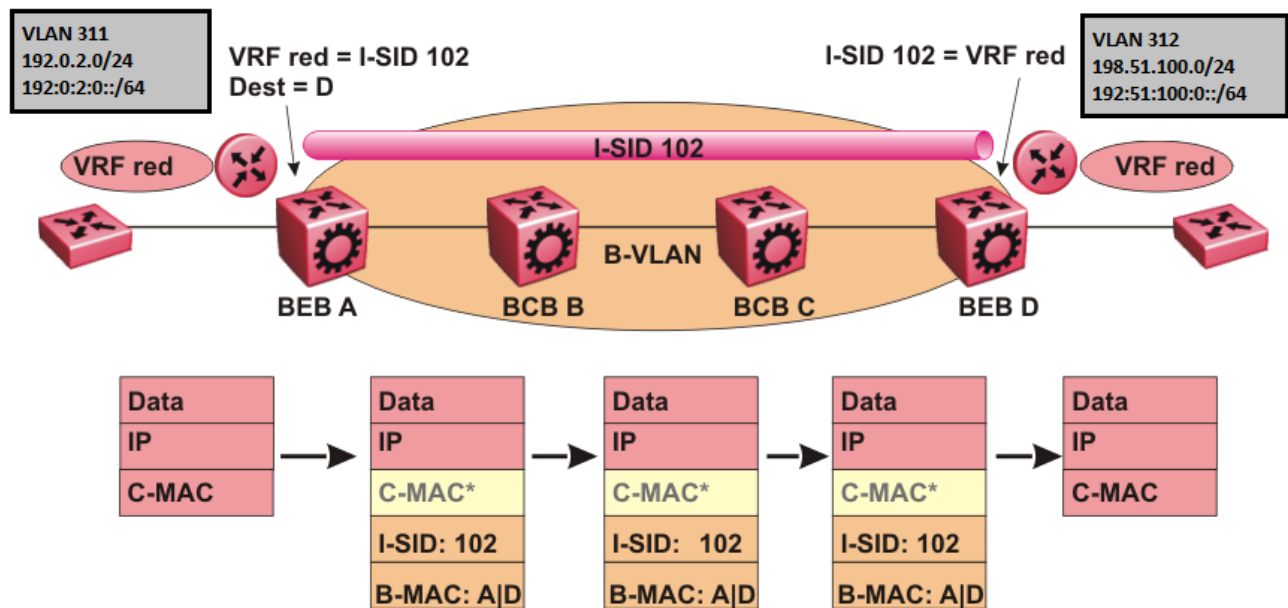 VLAN 311
192.0.2.0/24
192:0:2:0::/64
VRF red = I-SID 102
Dest = D
I-SID 102 = VRF red
VLAN 312
198.51.100.0/24
192:51:100:0::/64
I-SID 102
VRF red
VRF red
B-VLAN
BEB A
BCB B
BCB C
BEB D
Data
IP
C-MAC
Data
IP
C-MAC*
I-SID: 102
B-MAC: A|D
Data
IP
C-MAC*
I-SID: 102
B-MAC: A|D
Data
IP
C-MAC*
I-SID: 102
B-MAC: A|D
Data
IP
C-MAC